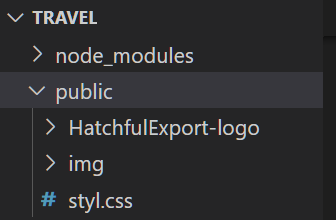 TRAVEL
node_modules
public
HatchfulExport-logo
img
# styl.css